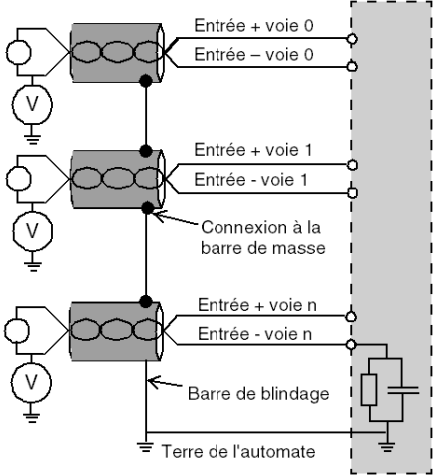 Entrée + voie 0
Entrée – voie 0
V
Entrée + voie 1
Entrée - voie 1
V
Connexion à la
barre de masse
Entrée + voie n
Entrée - voie n
V
Barre de blindage
Terre de l'automate